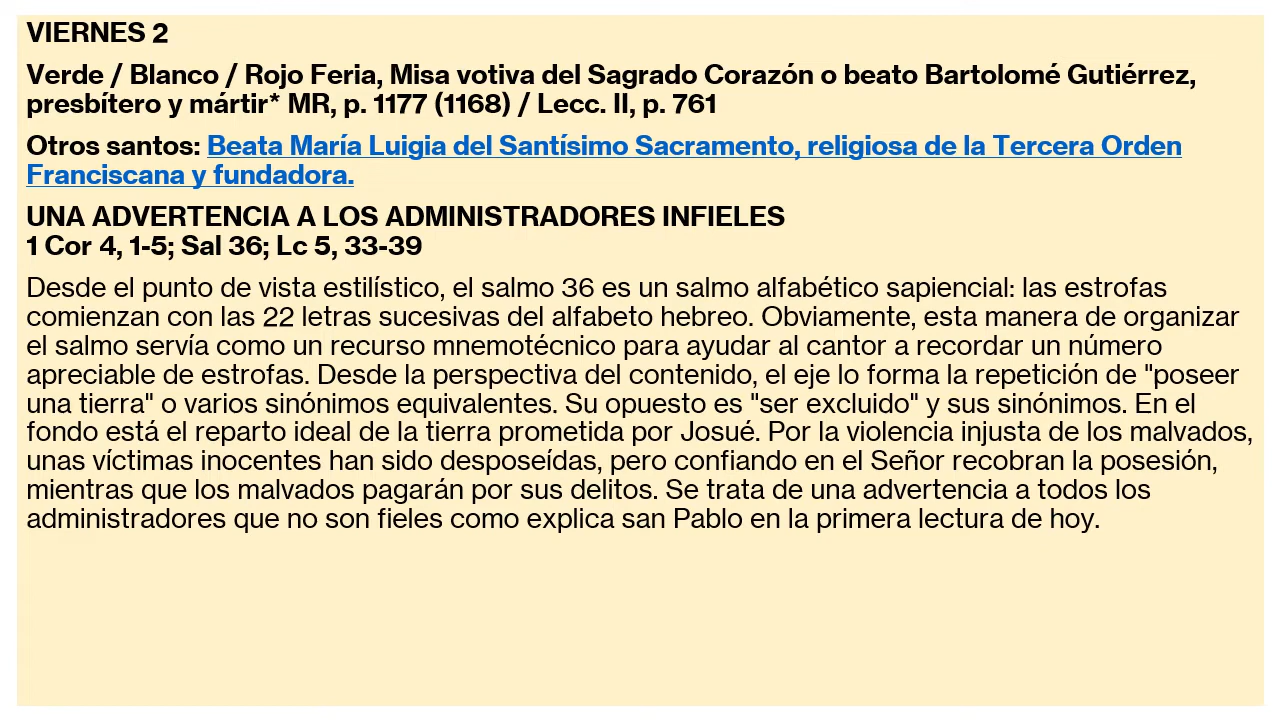 VIERNES 2
Verde / Blanco / Rojo Feria, Misa votiva del Sagrado Corazón o beato Bartolomé Gutiérrez,
presbítero y mártir* MR, p. 1177 (1168) / Lecc. II, p. 761
Otros santos: Beata María Luigia del Santísimo Sacramento, religiosa de la Tercera Orden
Franciscana y fundadora.
UNA ADVERTENCIA A LOS ADMINISTRADORES INFIELES
1 Cor 4, 1-5; Sal 36; Lc 5, 33-39
Desde el punto de vista estilístico, el salmo 36 es un salmo alfabético sapiencial: las estrofas
comienzan con las 22 letras sucesivas del alfabeto hebreo. Obviamente, esta manera de organizar
el salmo servía como un recurso mnemotécnico para ayudar al cantor a recordar un número
apreciable de estrofas. Desde la perspectiva del contenido, el eje lo forma la repetición de "poseer
una tierra" o varios sinónimos equivalentes. Su opuesto es "ser excluido" y sus sinónimos. En el
fondo está el reparto ideal de la tierra prometida por Josué. Por la violencia injusta de los malvados,
unas víctimas inocentes han sido desposeídas, pero confiando en el Señor recobran la posesión,
mientras que los malvados pagarán por sus delitos. Se trata de una advertencia a todos los
administradores que no son fieles como explica san Pablo en la primera lectura de hoy.